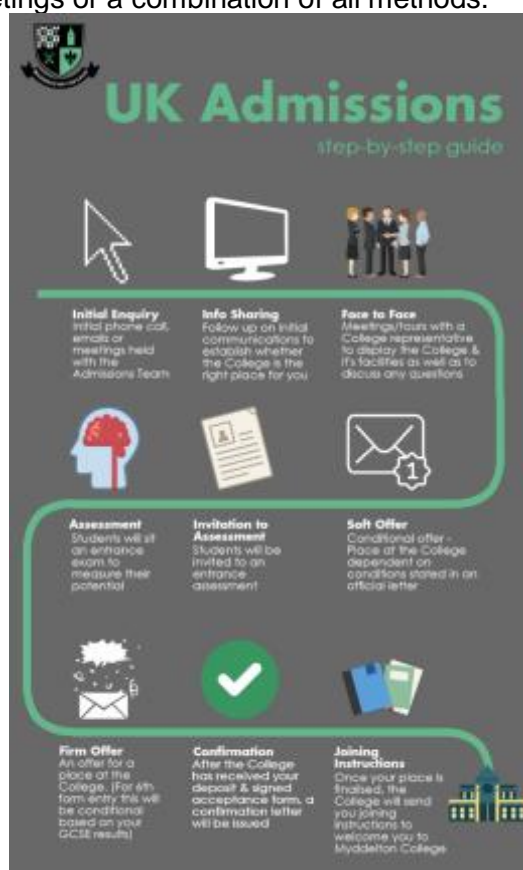 etings or a combination of all methods.
UK Admissions
step-by-step guide
Initial Enquiry
Initial phone call,
emails or
meetings held
with the
Admissions Team
Info Sharing
Follow up on initial
communications to
establish whether
the College is the
right place for you
Face to Face
Meetings/tours with a
College representative
to display the College &
it's facilities as well as to
discuss any questions
1
Soft Offer
Conditional offer -
Place at the College
dependent on
conditions stated in an
official letter
Invitation to
Assessment
Students will be
invited to an
entrance
assessment
Assessment
Students will sit
an entrance
exam to
measure their
potential
Firm Offer
An offer for a
place at the
College. (For 6th
form entry this will
be conditional
based on your
GCSE results)
Confirmation
After the College
has received your
deposit & signed
acceptance form, a
confirmation letter
will be issued
Joining
Instructions
Once your place is
finalised, the
College will send
you joining
instructions to
welcome you to
Myddelton College